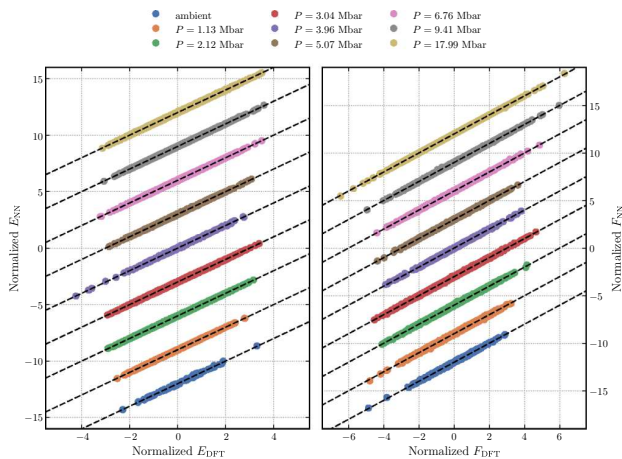 ambient
P = 1.13 Mbar
P = 2.12 Mbar
P = 3.04 Mbar
P = 3.96 Mbar
P = 5.07 Mbar
P = 6.76 Mbar
P = 9.41 Mbar
P = 17.99 Mbar
Normalized E_NN
15
10
5
0
−5
−10
−15
−4
−2
0
2
4
Normalized E_DFT
−6
−4
−2
0
2
4
6
Normalized F_DFT
15
10
5
0
−5
−10
−15
Normalized F_NN